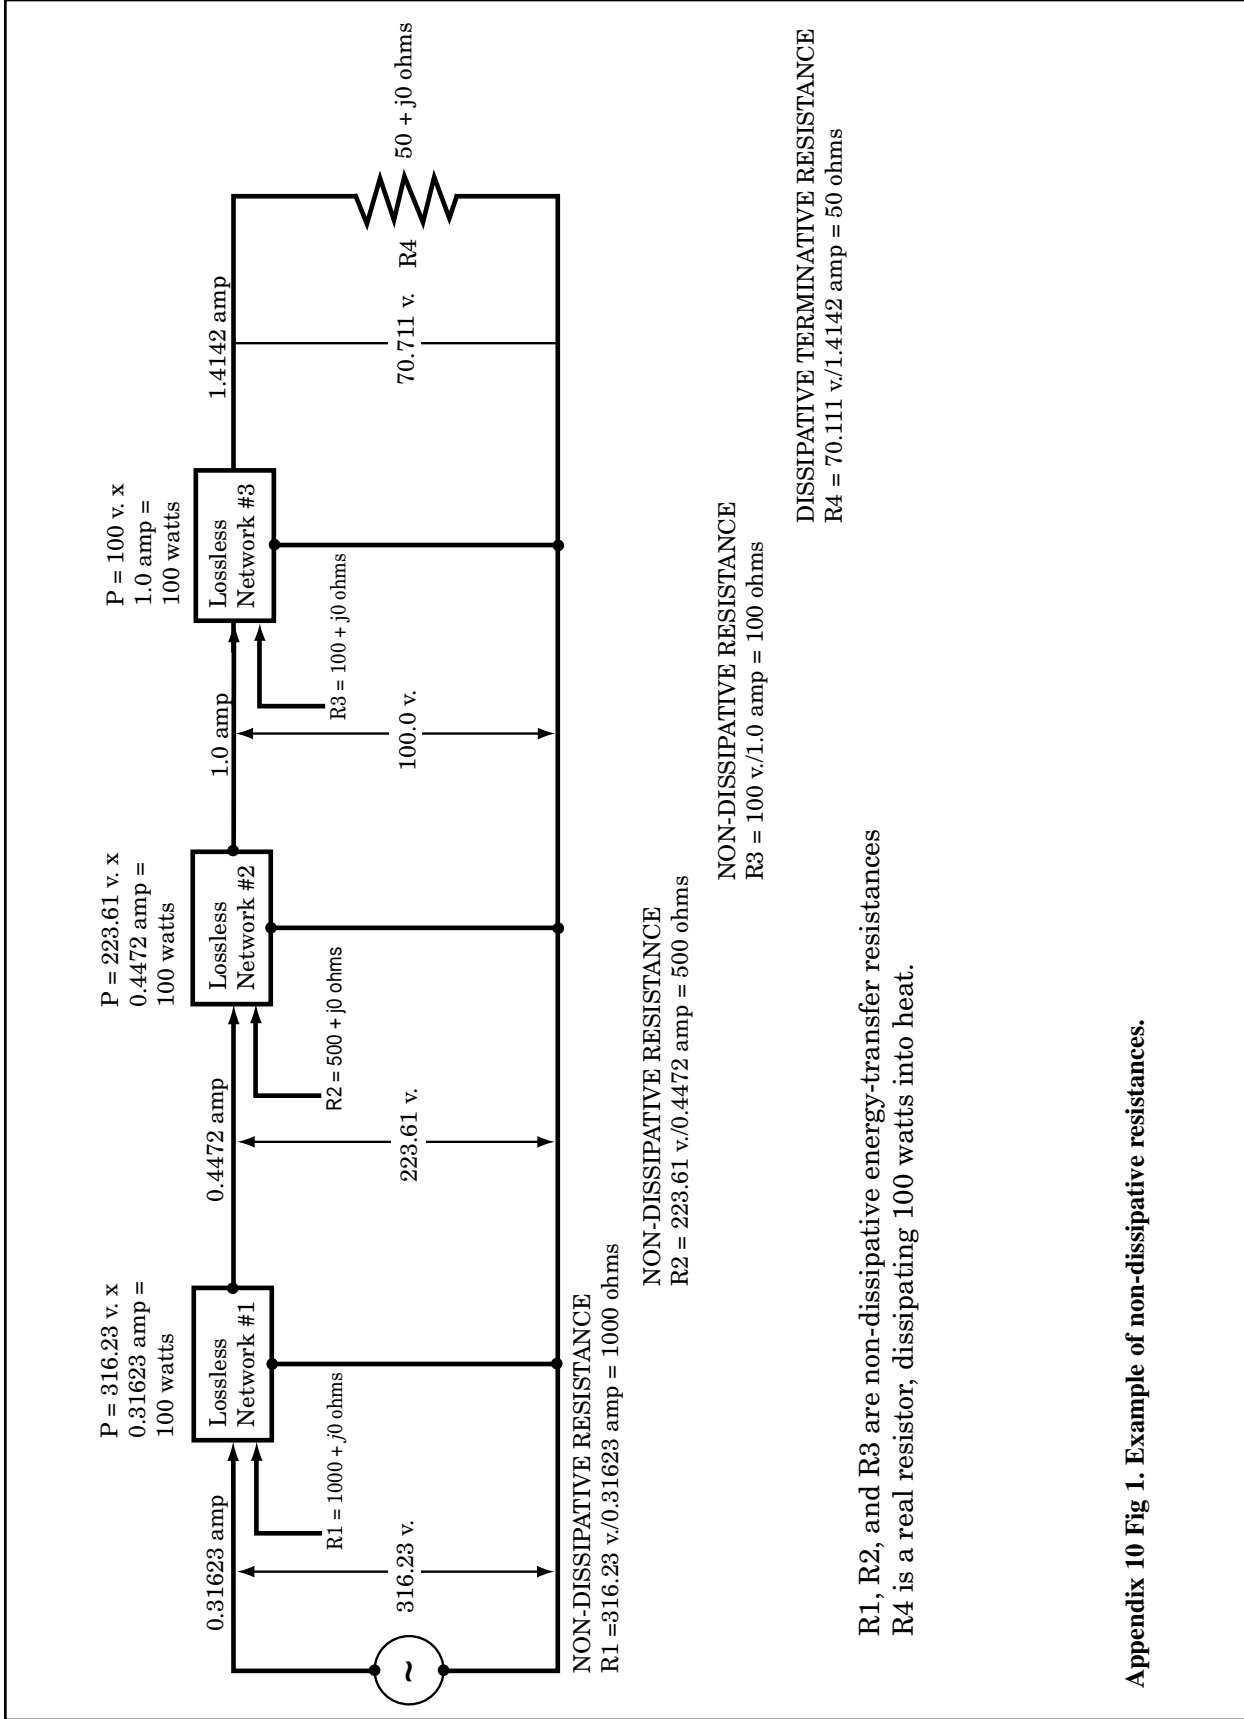 P = 316.23 v. x
0.31623 amp =
100 watts
P = 223.61 v. x
0.4472 amp =
100 watts
P = 100 v. x
1.0 amp =
100 watts
0.31623 amp
Lossless
Network #1
0.4472 amp
Lossless
Network #2
1.0 amp
Lossless
Network #3
1.4142 amp
R1 = 1000 + j0 ohms
R2 = 500 + j0 ohms
R3 = 100 + j0 ohms
~
316.23 v.
223.61 v.
100.0 v.
70.711 v.
R4
50 + j0 ohms
NON-DISSIPATIVE RESISTANCE
R1 =316.23 v./0.31623 amp = 1000 ohms
NON-DISSIPATIVE RESISTANCE
R2 = 223.61 v./0.4472 amp = 500 ohms
NON-DISSIPATIVE RESISTANCE
R3 = 100 v./1.0 amp = 100 ohms
DISSIPATIVE TERMINATIVE RESISTANCE
R4 = 70.111 v./1.4142 amp = 50 ohms
R1, R2, and R3 are non-dissipative energy-transfer resistances
R4 is a real resistor, dissipating 100 watts into heat.
Appendix 10 Fig 1. Example of non-dissipative resistances.